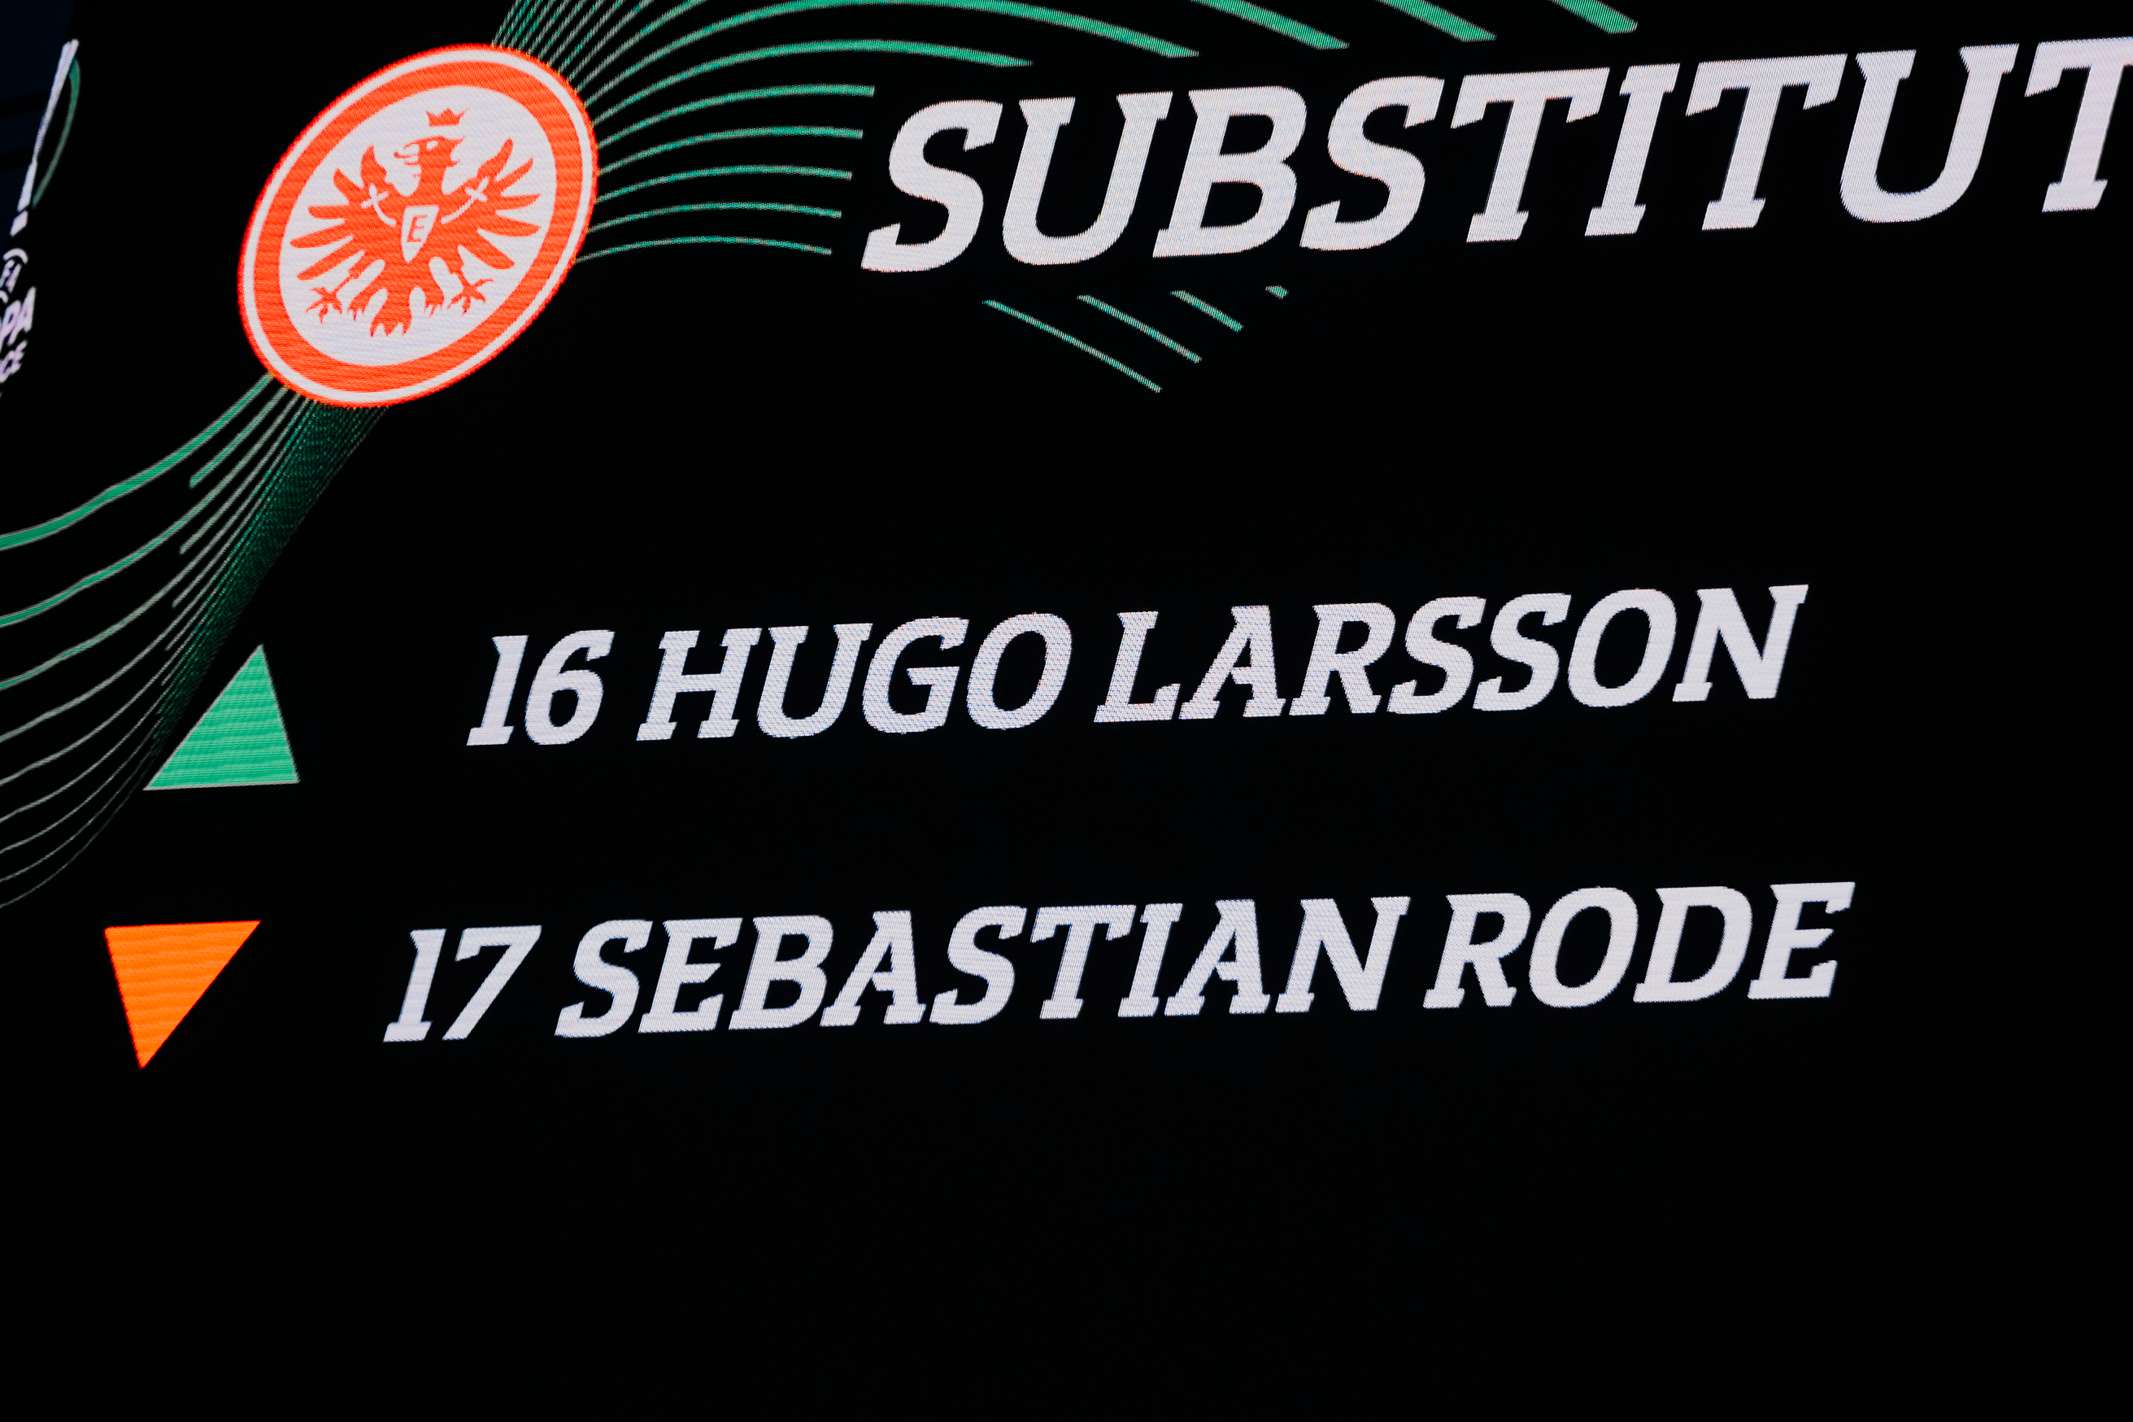 SUBSTITUT
16 HUGO LARSSON
17 SEBASTIAN RODE
E